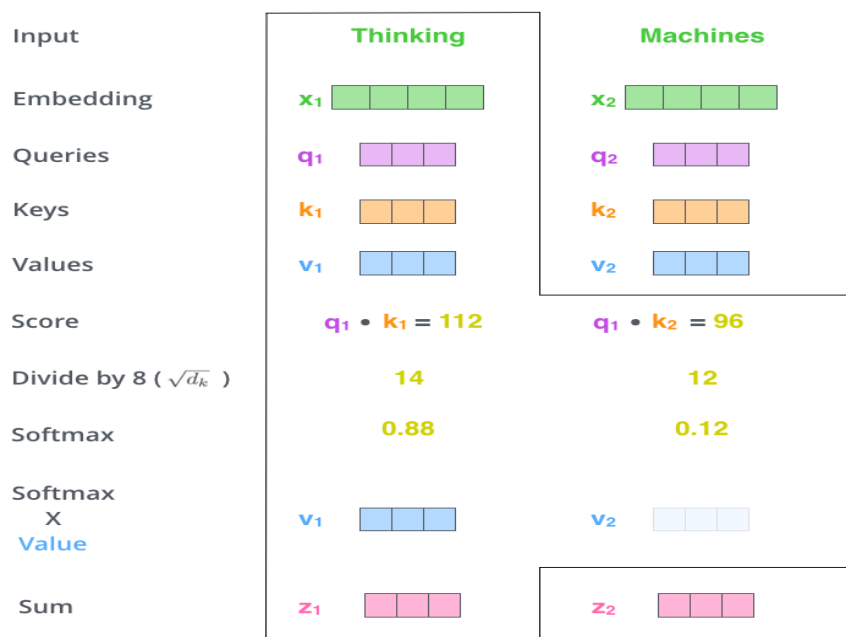 Input Thinking Machines
Embedding x₁ x₂
Queries q₁ q₂
Keys k₁ k₂
Values v₁ v₂
Score q₁ • k₁ = 112 q₁ • k₂ = 96
Divide by 8 ( √dₖ ) 14 12
Softmax 0.88 0.12
Softmax
X v₁ v₂
Value
Sum z₁ z₂